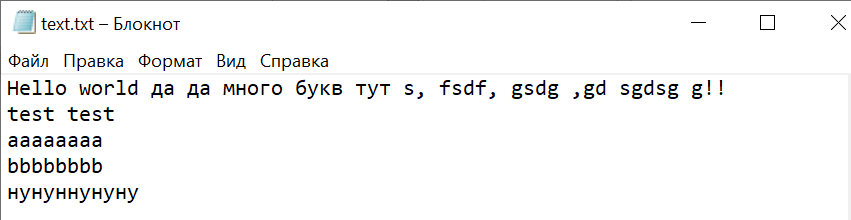 text.txt – Блокнот
Файл Правка Формат Вид Справка
Hello world да да много букв тут s, fsdf, gsdg ,gd sgdsg g!!
test test
aaaaaaaa
bbbbbbbb
нунуннунуну